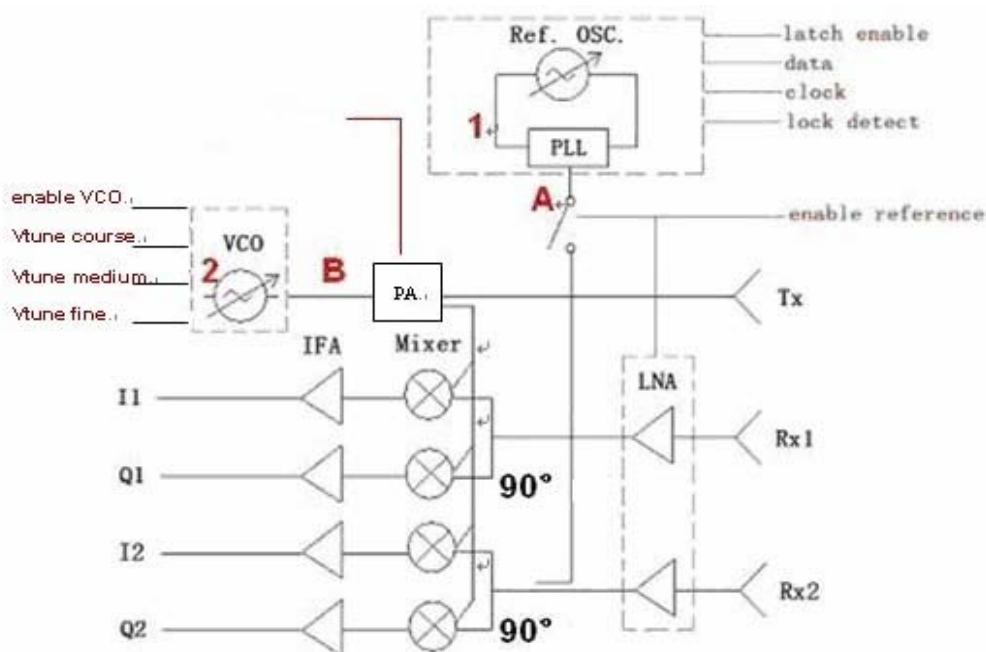 Ref. OSC.
latch enable
data
clock
lock detect
1
PLL
A
enable reference
enable VCO.
Vtune course.
Vtune medium.
Vtune fine.
VCO
2
B
PA.
Tx
IFA
Mixer
LNA
I1
Rx1
Q1
90°
I2
Rx2
Q2
90°